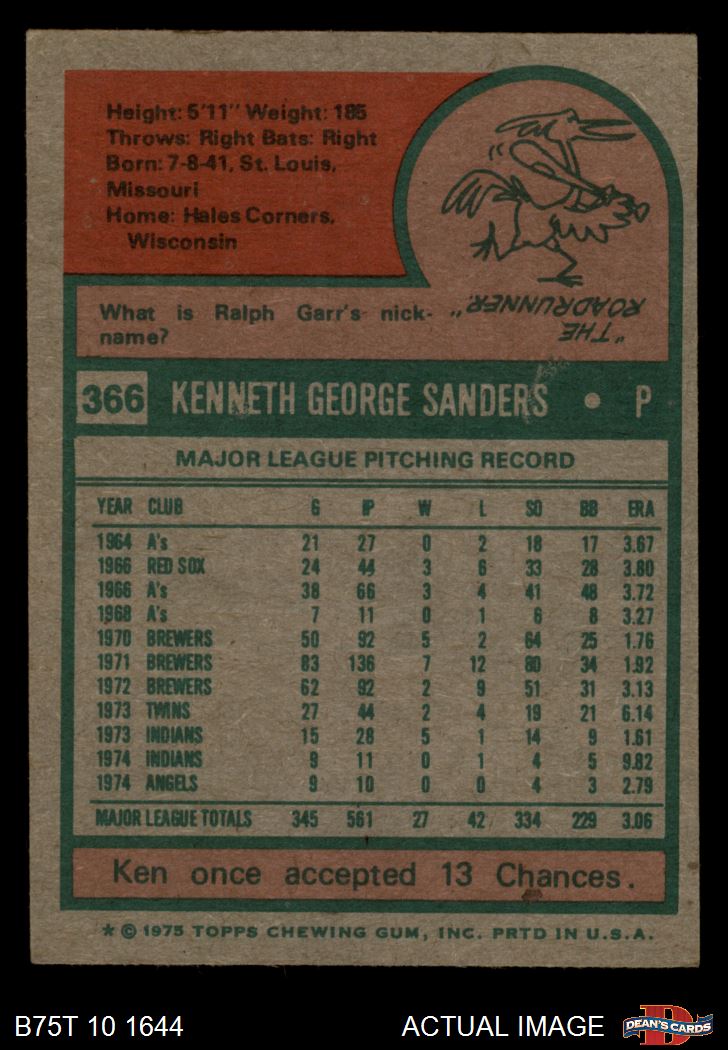 Height: 5'11" Weight: 185
Throws: Right Bats: Right
Born: 7-8-41, St. Louis,
Missouri
Home: Hales Corners,
Wisconsin
What is Ralph Garr's nick-
name?
"THE
ROADRUNNER."
366 KENNETH GEORGE SANDERS • P
MAJOR LEAGUE PITCHING RECORD
YEAR CLUB G IP W L SO BB ERA
1964 A's 21 27 0 2 18 17 3.67
1966 RED SOX 24 44 3 6 33 28 3.80
1966 A's 38 66 3 4 41 48 3.72
1968 A's 7 11 0 1 6 8 3.27
1970 BREWERS 50 92 5 2 64 25 1.76
1971 BREWERS 83 136 7 12 80 34 1.92
1972 BREWERS 62 92 2 9 51 31 3.13
1973 TWINS 27 44 2 4 19 21 6.14
1973 INDIANS 15 28 5 1 14 9 1.61
1974 INDIANS 9 11 0 1 4 5 9.82
1974 ANGELS 9 10 0 0 4 3 2.79
MAJOR LEAGUE TOTALS 345 561 27 42 334 229 3.06
Ken once accepted 13 Chances.
* © 1975 TOPPS CHEWING GUM, INC. PRTD IN U.S.A.
B75T 10 1644 ACTUAL IMAGE D DEAN'S CARDS